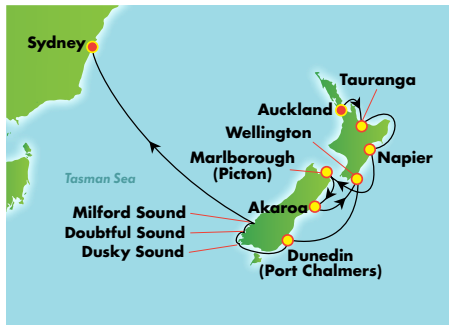 Sydney
Tauranga
Auckland
Wellington
Marlborough
(Picton)
Napier
Tasman Sea
Akaroa
Milford Sound
Doubtful Sound
Dusky Sound
Dunedin
(Port Chalmers)